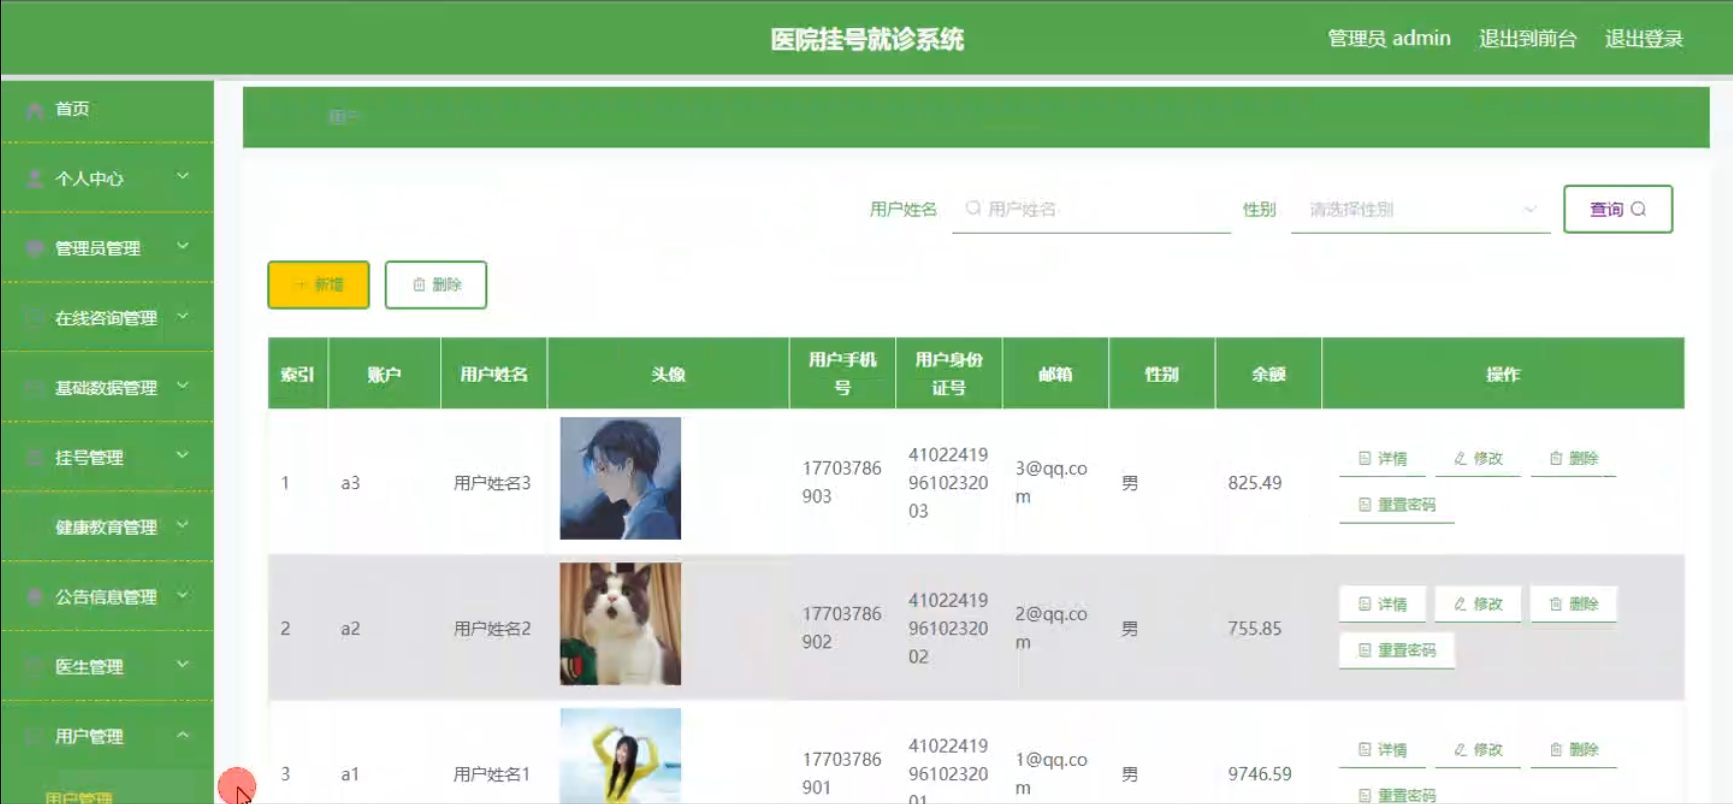 医院挂号就诊系统
管理员 admin 退出到前台 退出登录
首页
个人中心
管理员管理
在线咨询管理
基础数据管理
挂号管理
健康教育管理
公告信息管理
医生管理
用户管理
用户管理
用户
用户姓名 用户姓名 性别 请选择性别 查询
新增 删除
索引 账户 用户姓名 头像 用户手机号 用户身份证号 邮箱 性别 余额 操作
1 a3 用户姓名3 17703786903 410224199610232003 3@qq.com 男 825.49 详情 修改 删除
重置密码
2 a2 用户姓名2 17703786902 410224199610232002 2@qq.com 男 755.85 详情 修改 删除
重置密码
3 a1 用户姓名1 17703786901 410224199610232001 1@qq.com 男 9746.59 详情 修改 删除
重置密码